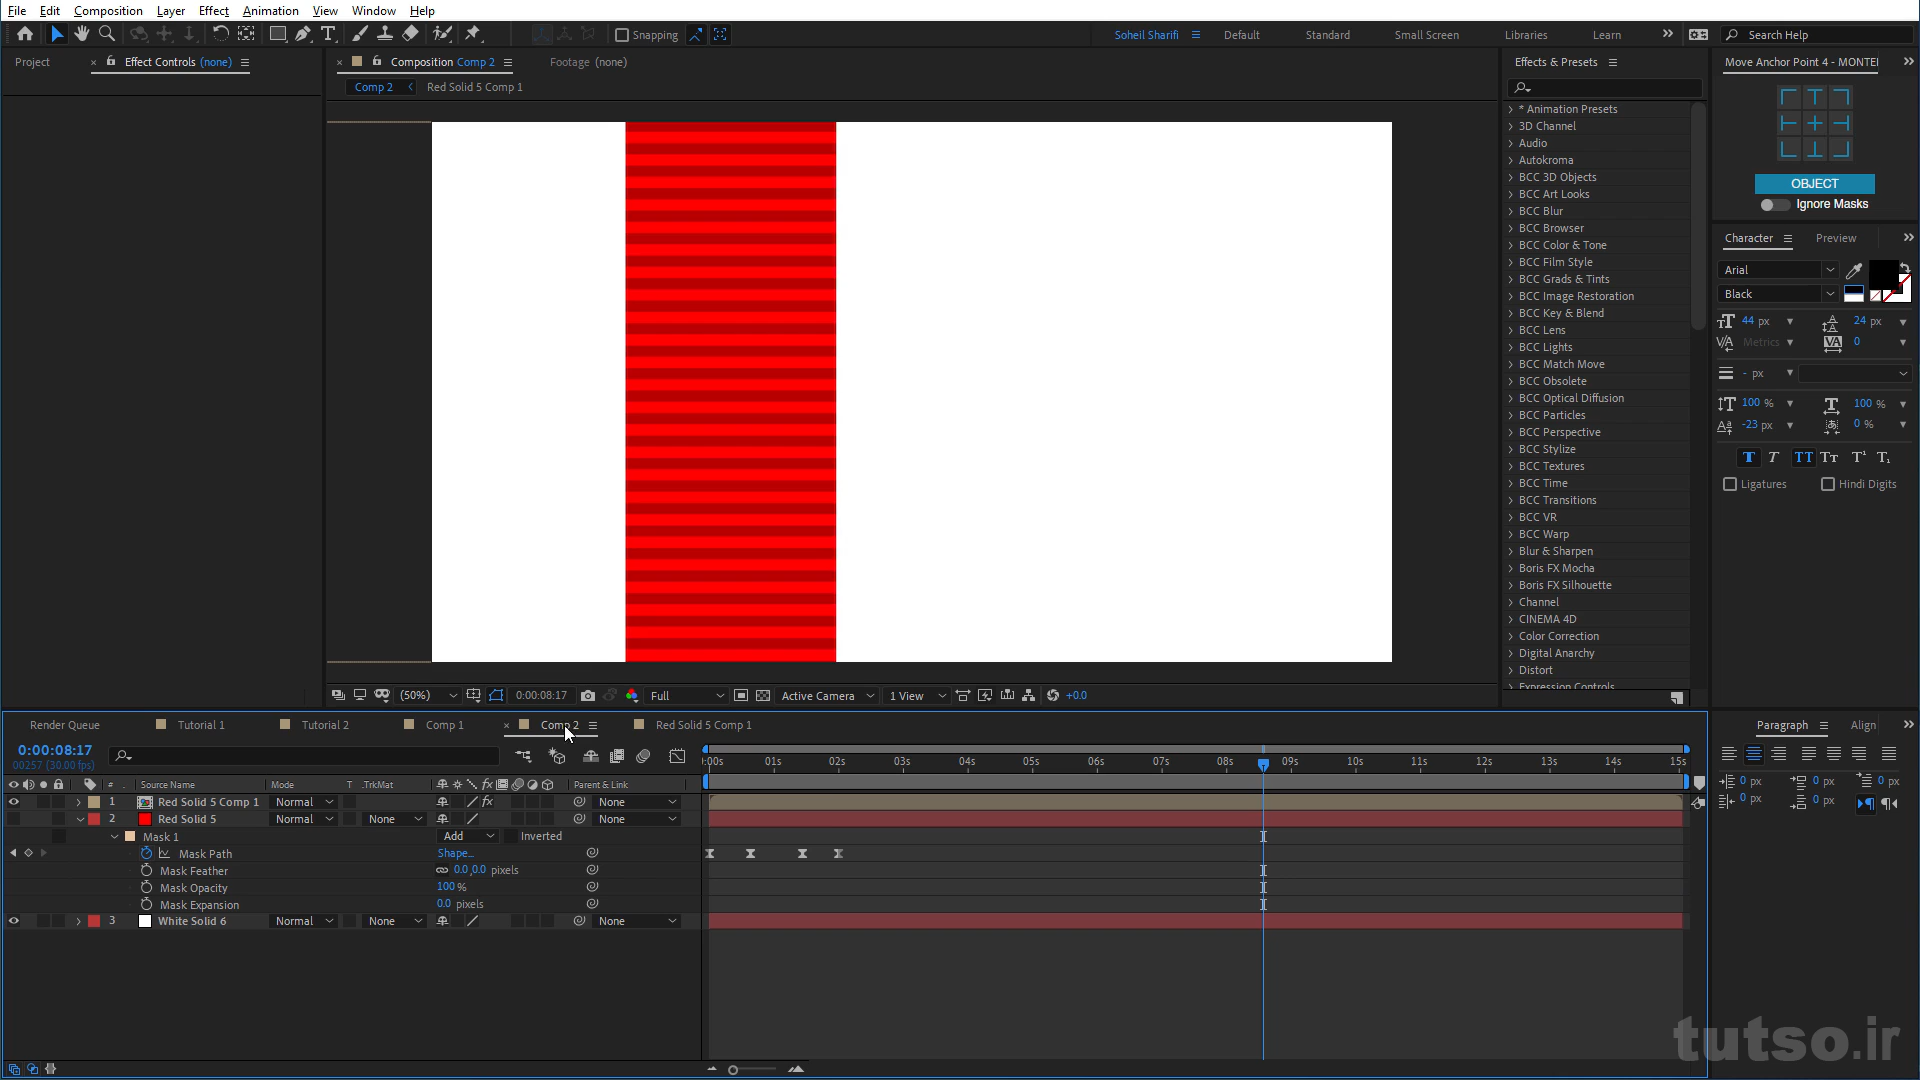 File Edit Composition Layer Effect Animation View Window Help
Snapping
Soheil Sharifi Default Standard Small Screen Libraries Learn Search Help
Project Effect Controls (none) Composition Comp 2 Footage (none) Effects & Presets Move Anchor Point 4 - MONTE
Comp 2 Red Solid 5 Comp 1
* Animation Presets
3D Channel
Audio
Autokroma
BCC 3D Objects
BCC Art Looks
BCC Blur
BCC Browser
BCC Color & Tone
BCC Film Style
BCC Grads & Tints
BCC Image Restoration
BCC Key & Blend
BCC Lens
BCC Lights
BCC Match Move
BCC Obsolete
BCC Optical Diffusion
BCC Particles
BCC Perspective
BCC Stylize
BCC Textures
BCC Time
BCC Transitions
BCC VR
BCC Warp
Blur & Sharpen
Boris FX Mocha
Boris FX Silhouette
Channel
CINEMA 4D
Color Correction
Digital Anarchy
Distort
Expression Controls
OBJECT
Ignore Masks
Character Preview
Arial
Black
44 px 24 px
Metrics 0
- px
100 % 100 %
-23 px 0 %
Ligatures Hindi Digits
(50%) 0:00:08:17 Full Active Camera 1 View +0.0
Render Queue Tutorial 1 Tutorial 2 Comp 1 Comp 2 Red Solid 5 Comp 1
0:00:08:17
00257 (30.00 fps)
:00s 01s 02s 03s 04s 05s 06s 07s 08s 09s 10s 11s 12s 13s 14s 15s
# Source Name Mode T .TrkMat Parent & Link
1 Red Solid 5 Comp 1 Normal None
2 Red Solid 5 Normal None None
Mask 1 Add Inverted
Mask Path Shape...
Mask Feather 0.0,0.0 pixels
Mask Opacity 100 %
Mask Expansion 0.0 pixels
3 White Solid 6 Normal None None
Paragraph Align
0 px 0 px 0 px
0 px 0 px
tutso.ir